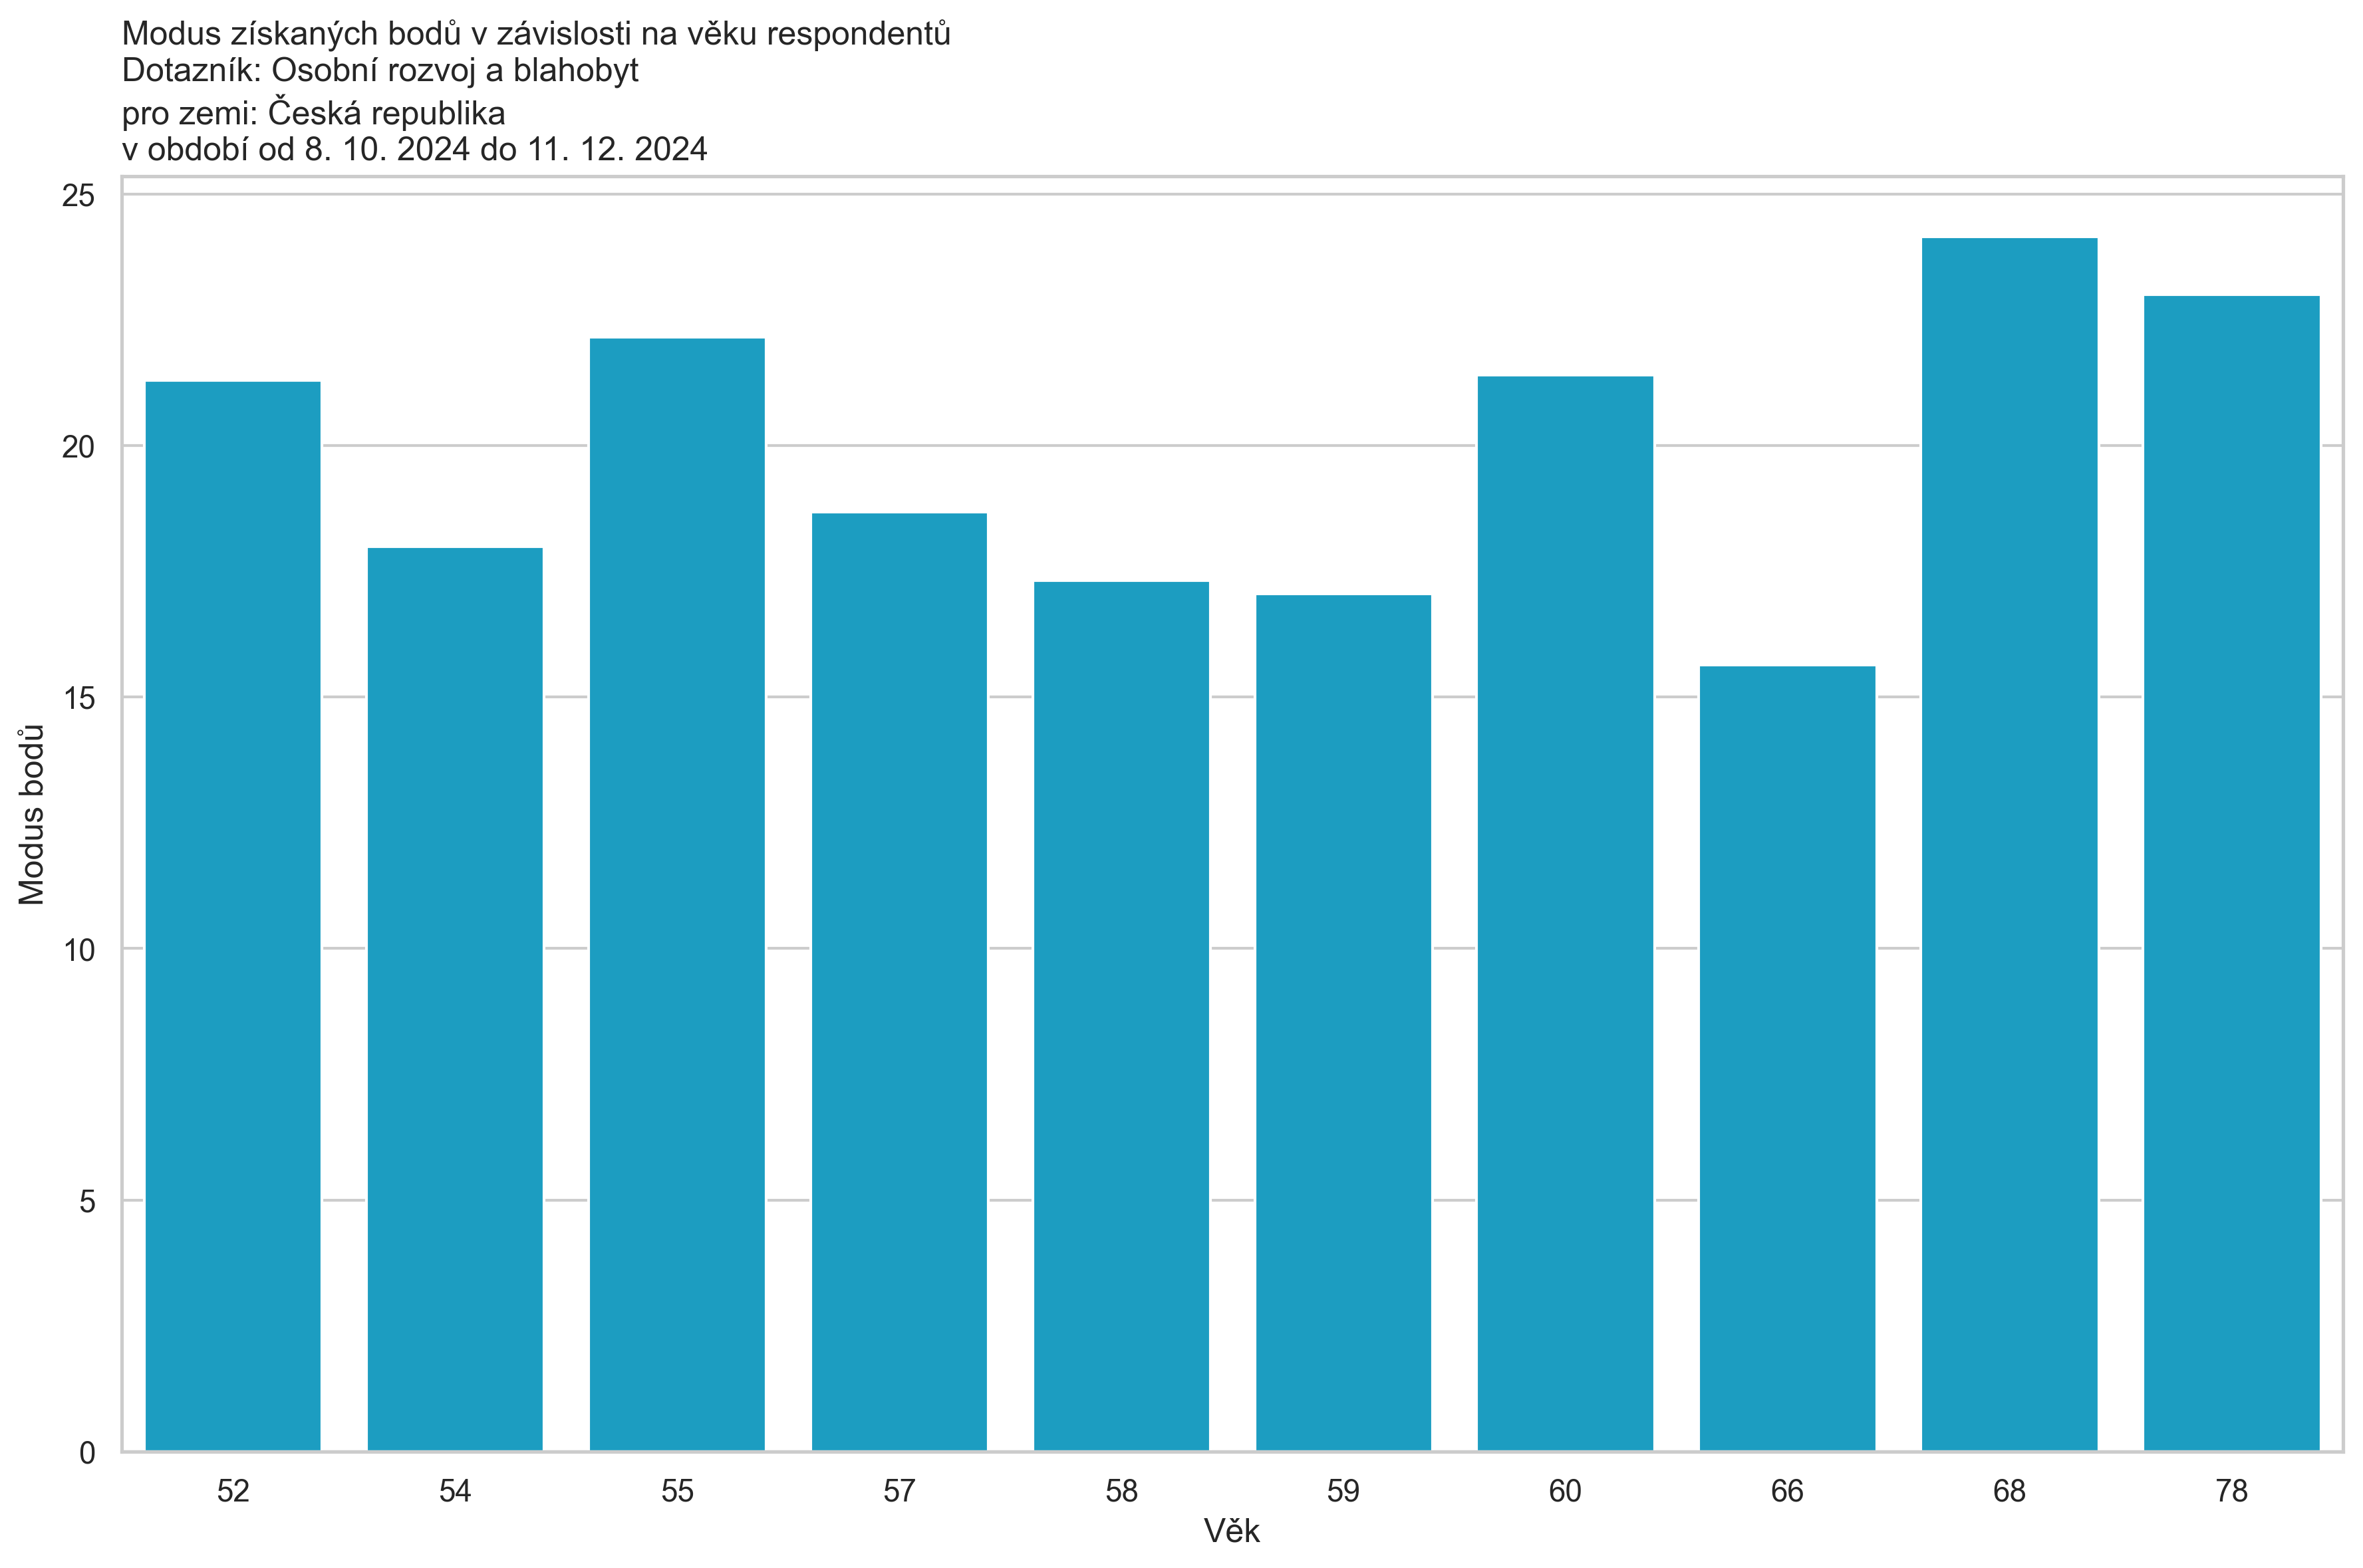 Modus získaných bodů v závislosti na věku respondentů
Dotazník: Osobní rozvoj a blahobyt
pro zemi: Česká republika
v období od 8. 10. 2024 do 11. 12. 2024
25
20
15
10
5
0
Modus bodů
52 54 55 57 58 59 60 66 68 78
Věk